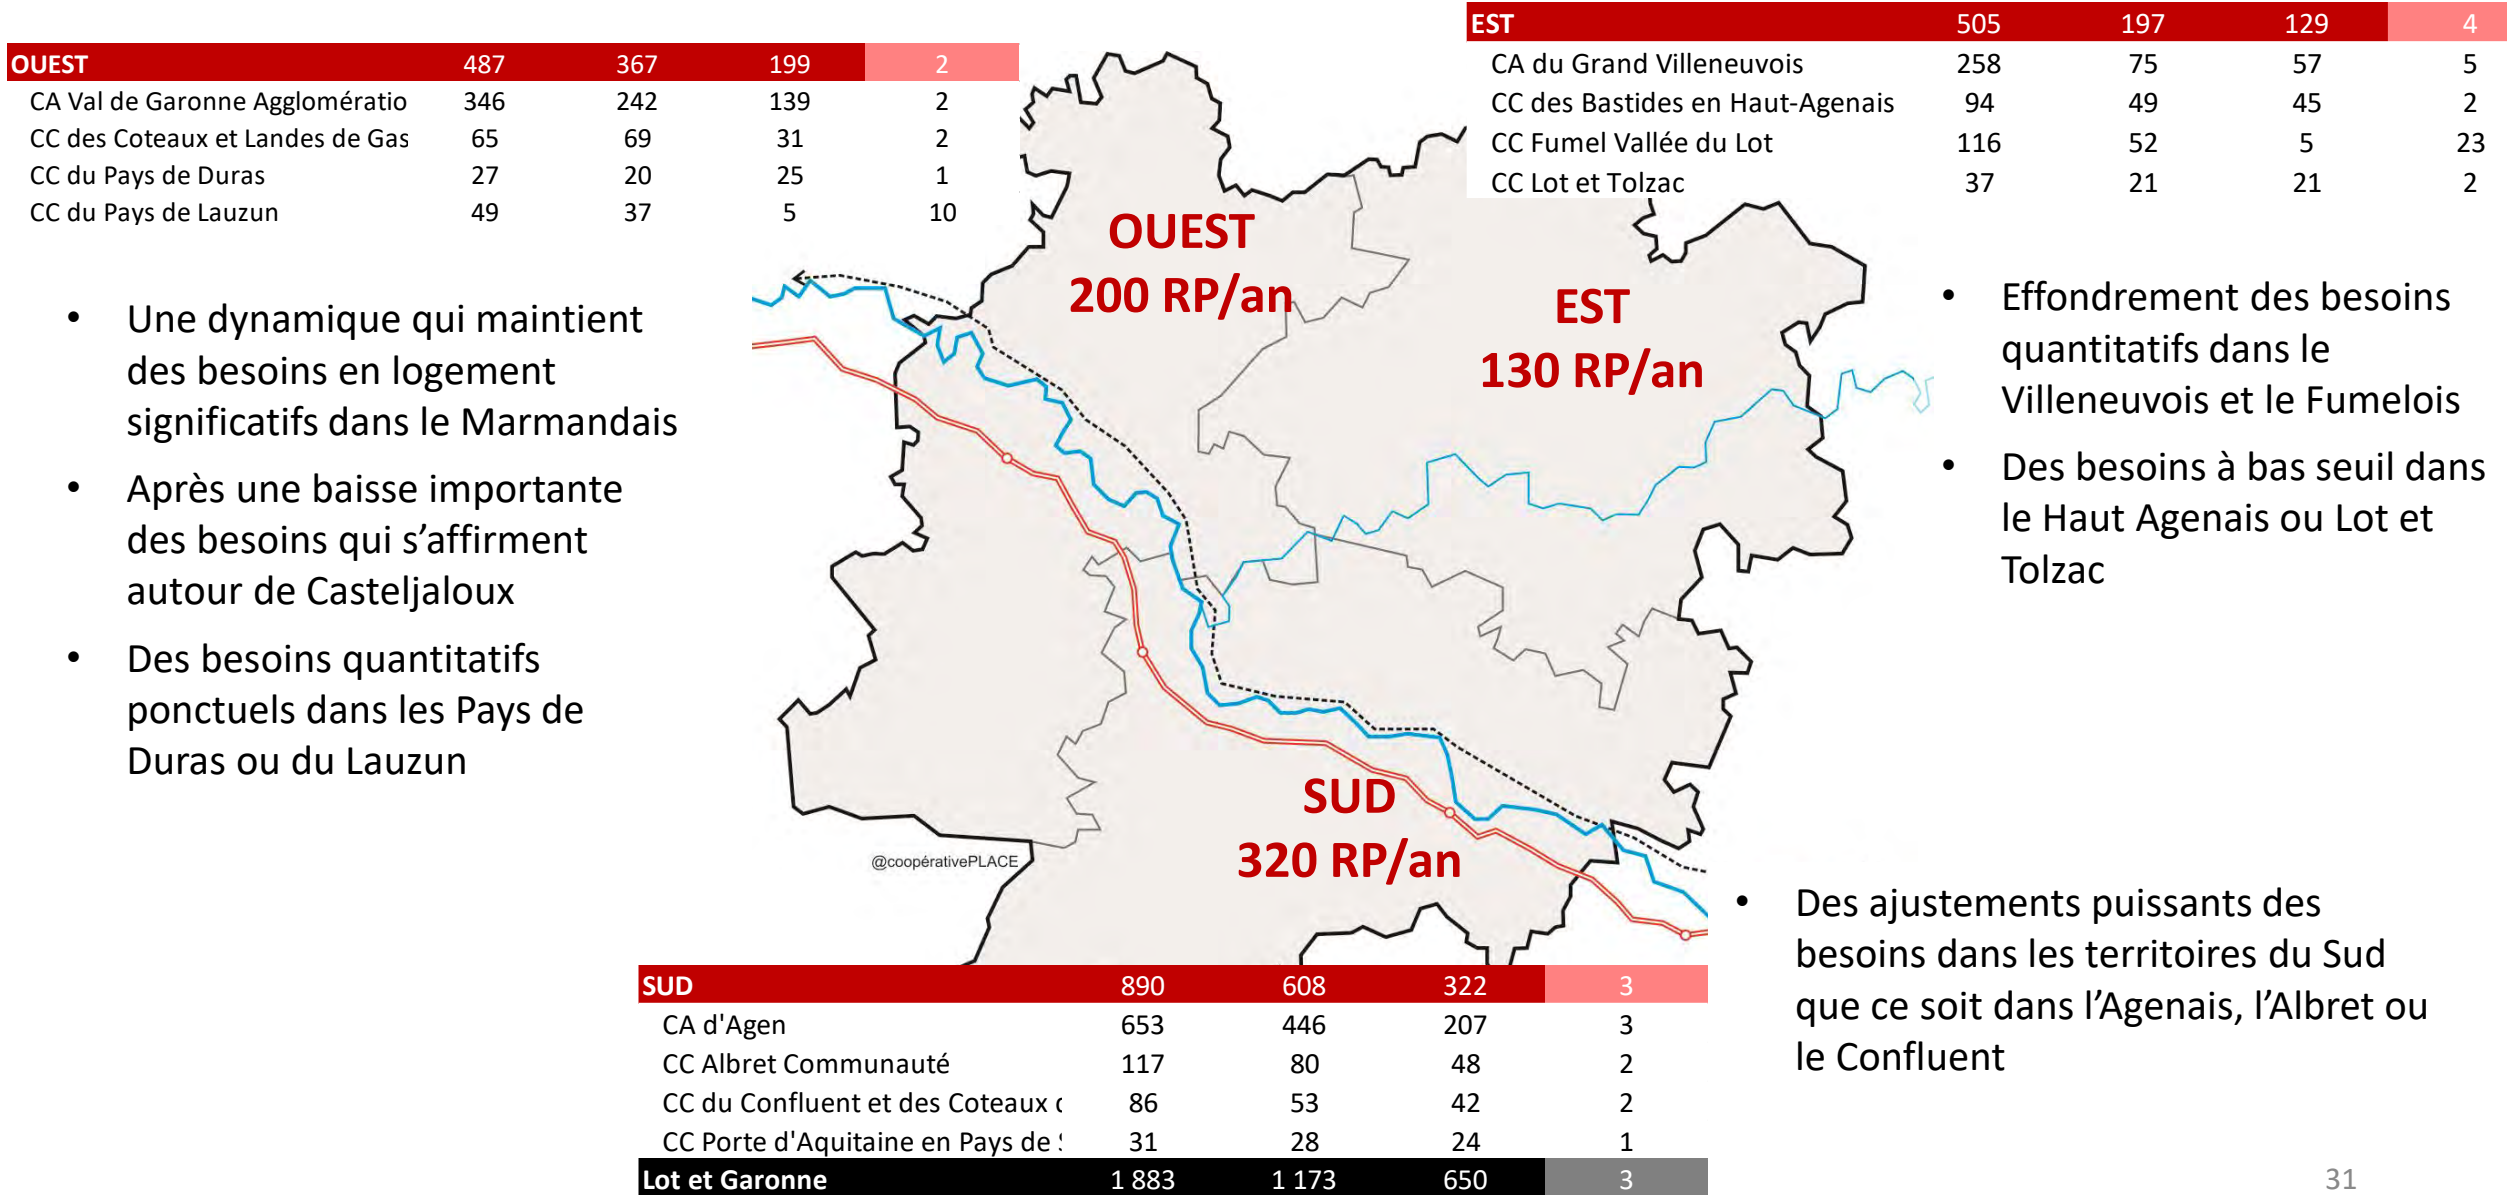 OUEST 487 367 199 2
CA Val de Garonne Agglomératio 346 242 139 2
CC des Coteaux et Landes de Gas 65 69 31 2
CC du Pays de Duras 27 20 25 1
CC du Pays de Lauzun 49 37 5 10
EST 505 197 129 4
CA du Grand Villeneuvois 258 75 57 5
CC des Bastides en Haut-Agenais 94 49 45 2
CC Fumel Vallée du Lot 116 52 5 23
CC Lot et Tolzac 37 21 21 2
• Une dynamique qui maintient
des besoins en logement
significatifs dans le Marmandais
• Après une baisse importante
des besoins qui s’affirment
autour de Casteljaloux
• Des besoins quantitatifs
ponctuels dans les Pays de
Duras ou du Lauzun
OUEST
200 RP/an
EST
130 RP/an
SUD
320 RP/an
@coopérativePLACE
• Effondrement des besoins
quantitatifs dans le
Villeneuvois et le Fumelois
• Des besoins à bas seuil dans
le Haut Agenais ou Lot et
Tolzac
• Des ajustements puissants des
besoins dans les territoires du Sud
que ce soit dans l’Agenais, l’Albret ou
le Confluent
SUD 890 608 322 3
CA d'Agen 653 446 207 3
CC Albret Communauté 117 80 48 2
CC du Confluent et des Coteaux 86 53 42 2
CC Porte d'Aquitaine en Pays de 31 28 24 1
Lot et Garonne 1 883 1 173 650 3
31